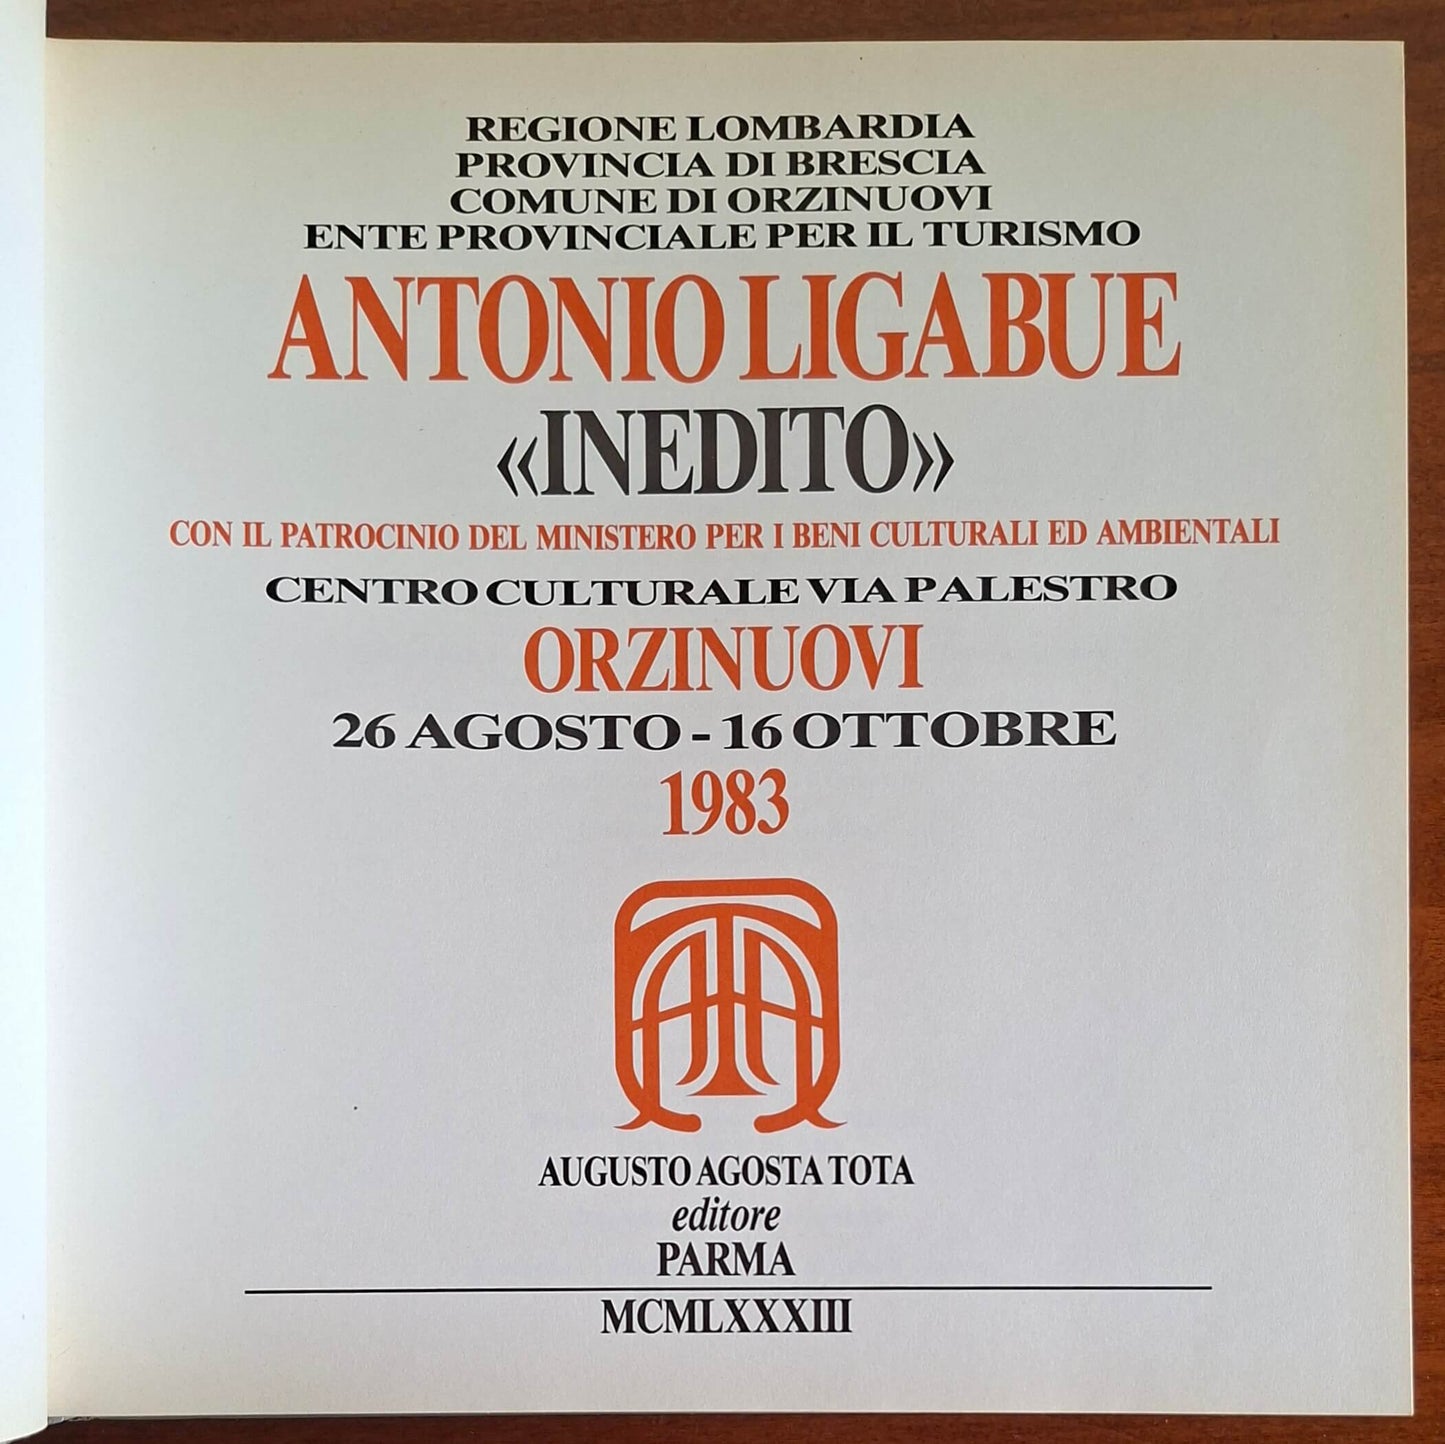 REGIONE LOMBARDIA
PROVINCIA DI BRESCIA
COMUNE DI ORZINUOVI
ENTE PROVINCIALE PER IL TURISMO
ANTONIO LIGABUE
«INEDITO»
CON IL PATROCINIO DEL MINISTERO PER I BENI CULTURALI ED AMBIENTALI
CENTRO CULTURALE VIA PALESTRO
ORZINUOVI
26 AGOSTO - 16 OTTOBRE
1983
ATA
AUGUSTO AGOSTA TOTA
editore
PARMA
MCMLXXXIII